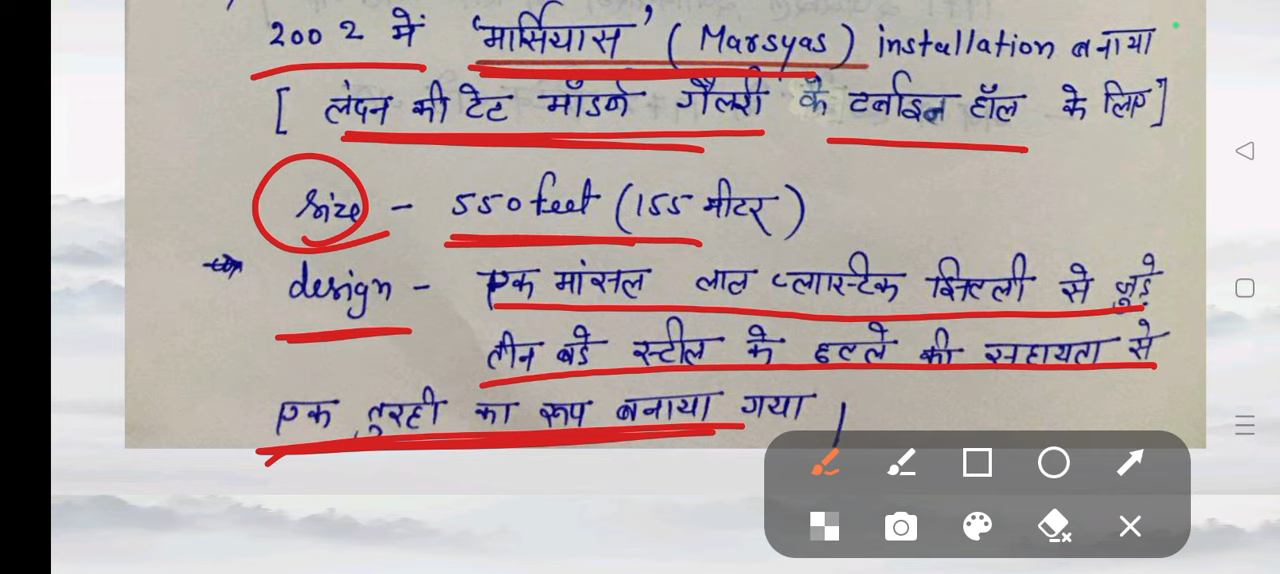 2002 में 'मार्सियास' (Marsyas) installation बनाया
[ लंदन की टेट मॉडर्न गैलरी के टर्बाइन हॉल के लिए ]
size - 550 feet (155 मीटर)
design - एक मांसल लाल प्लास्टिक झिल्ली से जुड़े
तीन बड़े स्टील के छल्ले की सहायता से
एक तुरही का रूप बनाया गया।